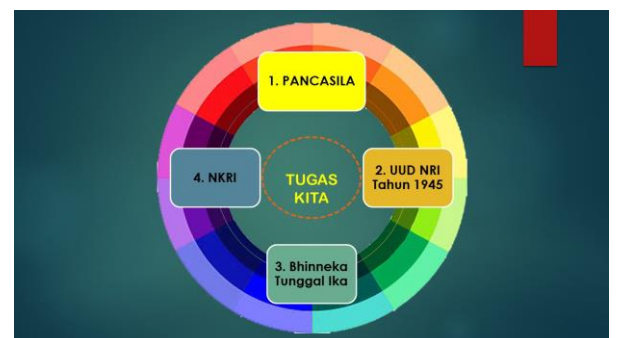 1. PANCASILA
2. UUD NRI
Tahun 1945
3. Bhinneka
Tunggal Ika
4. NKRI
TUGAS
KITA